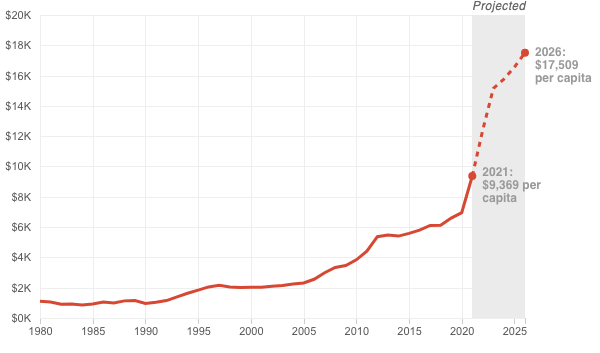 Projected
$20K
$18K
$16K
$14K
$12K
$10K
$8K
$6K
$4K
$2K
$0K
2026:
$17,509
per capita
2021:
$9,369 per
capita
1980
1985
1990
1995
2000
2005
2010
2015
2020
2025